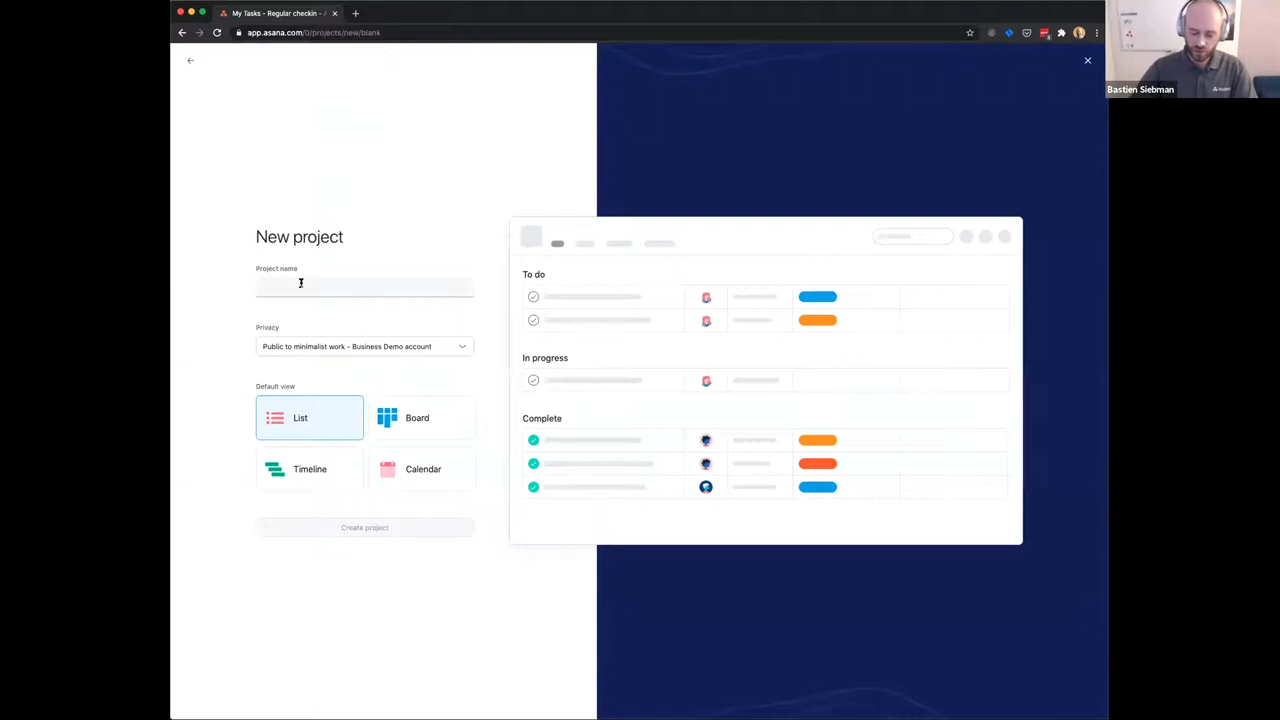 My Tasks - Regular checkin -
app.asana.com/0/projects/new/blank
Bastien Siebman
New project
Project name
Privacy
Public to minimalist work - Business Demo account
Default view
List
Board
Timeline
Calendar
Create project
To do
In progress
Complete